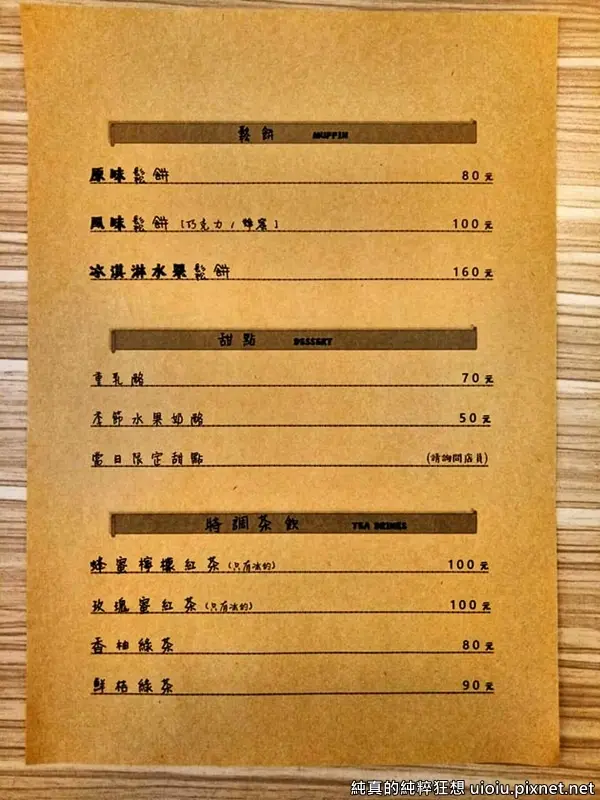 鬆餅 MUFFIN
原味鬆餅 80元
風味鬆餅 [巧克力 / 蜂蜜] 100元
冰淇淋水果鬆餅 160元
甜點 DESSERT
重乳酪 70元
季節水果奶酪 50元
當日限定甜點 (請詢問店員)
特調茶飲 TEA DRINKS
蜂蜜檸檬紅茶(只有冰的) 100元
玫瑰蜜紅茶(只有冰的) 100元
香柚綠茶 80元
鮮桔綠茶 90元
純真的純粹狂想 uioiu.pixnet.net